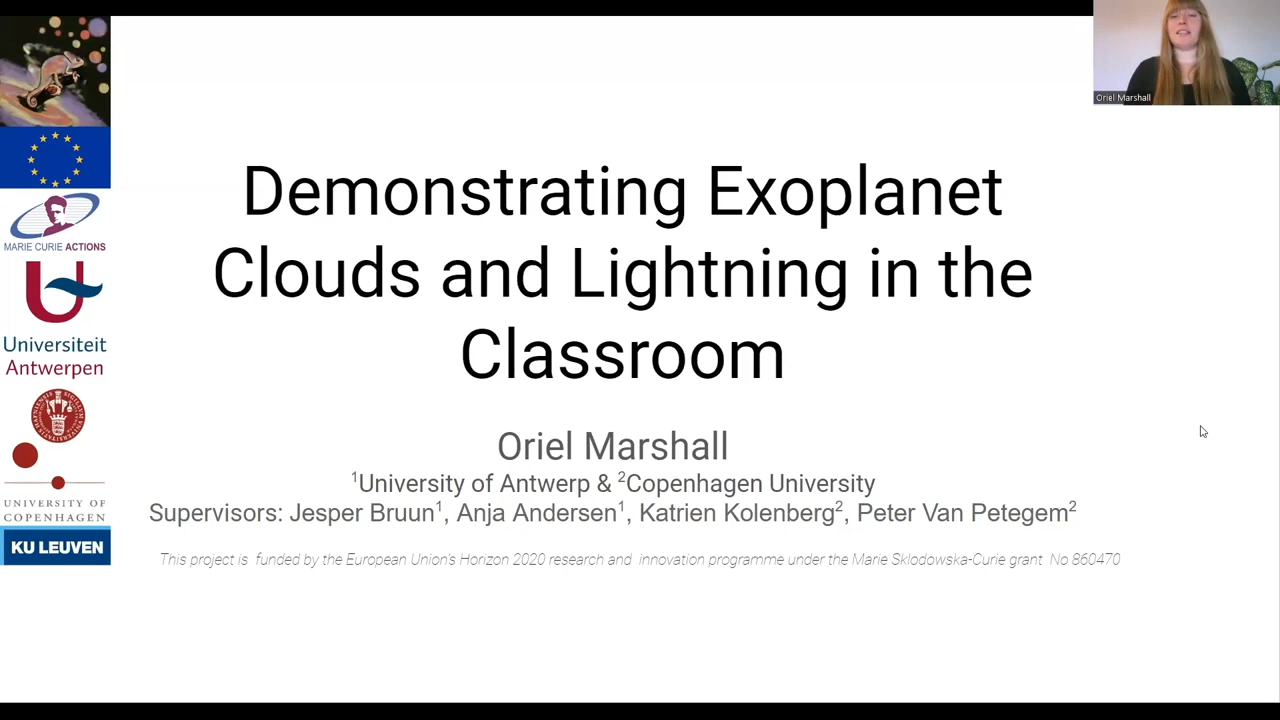 Oriel Marshall
Demonstrating Exoplanet
Clouds and Lightning in the
Classroom
Oriel Marshall
¹University of Antwerp & ²Copenhagen University
Supervisors: Jesper Bruun¹, Anja Andersen¹, Katrien Kolenberg², Peter Van Petegem²
This project is funded by the European Union's Horizon 2020 research and innovation programme under the Marie Sklodowska-Curie grant No 860470
MARIE CURIE ACTIONS
Universiteit
Antwerpen
UNIVERSITY OF
COPENHAGEN
KU LEUVEN